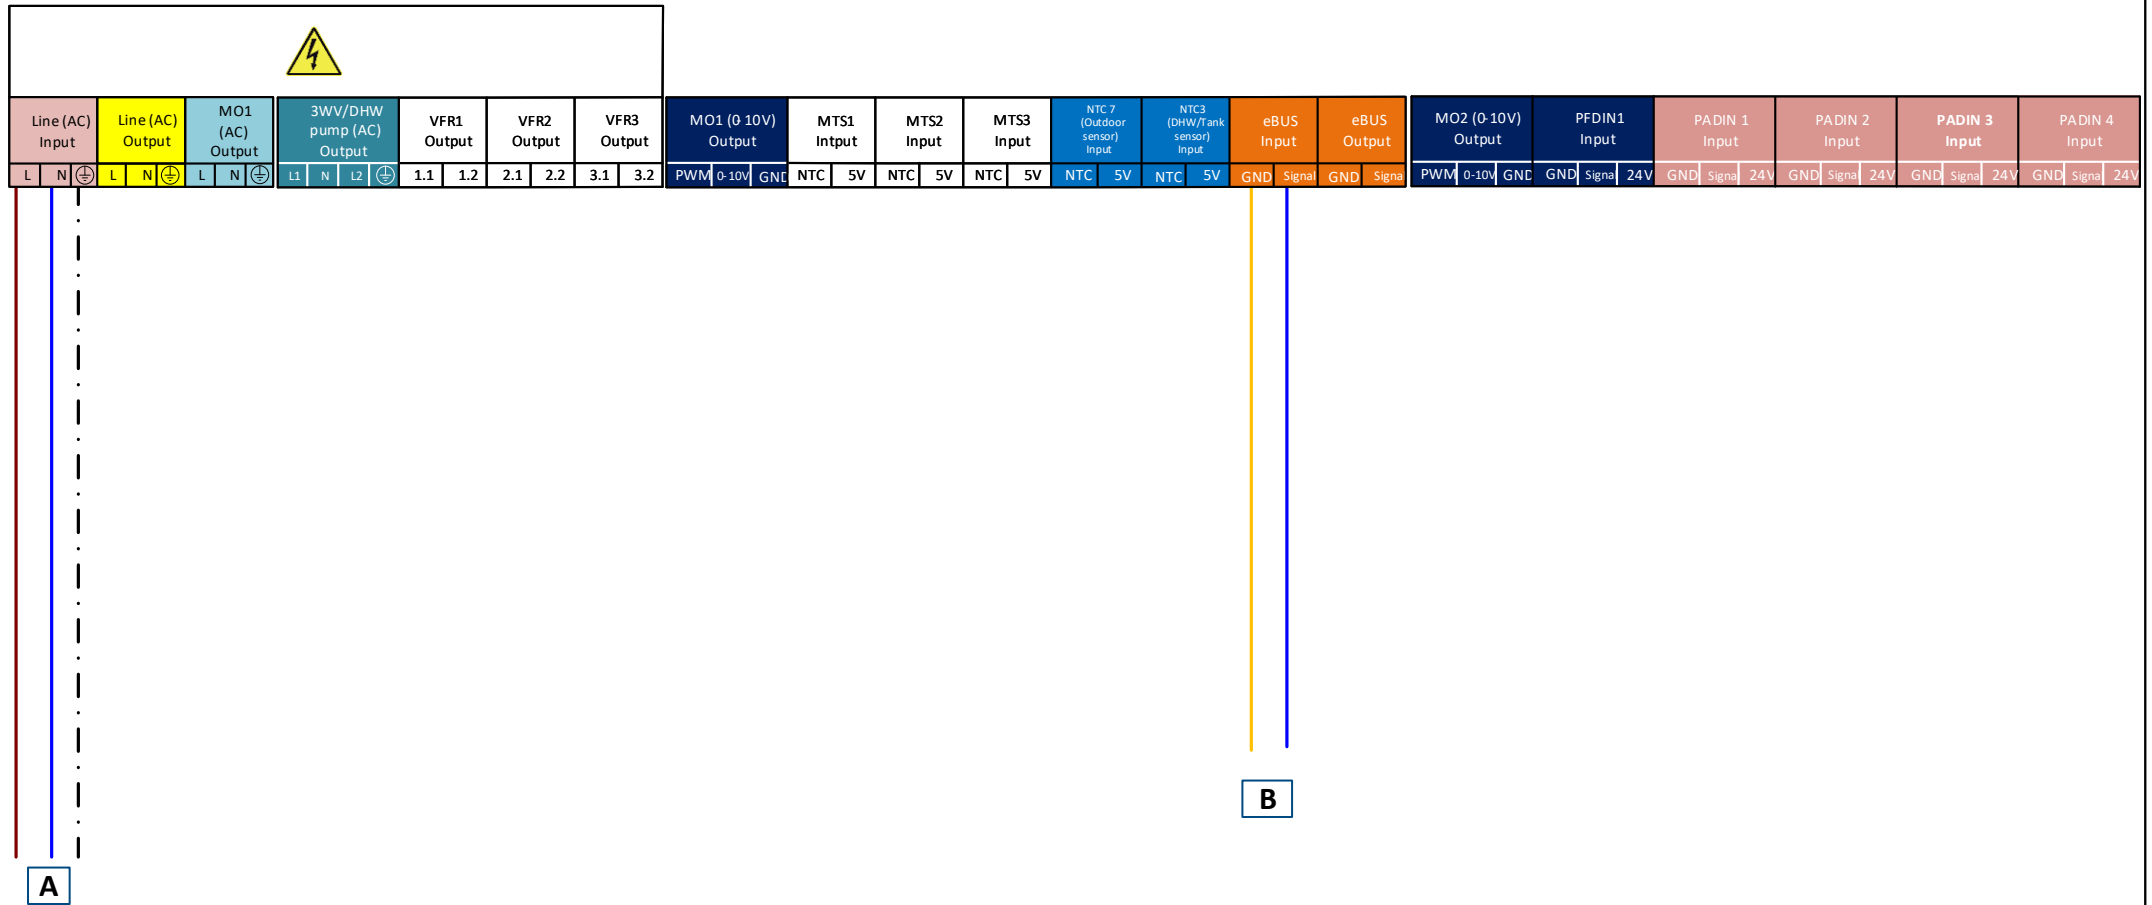 Line (AC)
Input
L N
Line (AC)
Output
L N
MO1
(AC)
Output
L N
3WV/DHW
pump (AC)
Output
L1 N L2
VFR1
Output
1.1 1.2
VFR2
Output
2.1 2.2
VFR3
Output
3.1 3.2
MO1 (0-10V)
Output
PWM 0-10V GND
MTS1
Intput
NTC 5V
MTS2
Input
NTC 5V
MTS3
Input
NTC 5V
NTC 7
(Outdoor
sensor)
Input
NTC 5V
NTC3
(DHW/Tank
sensor)
Input
NTC 5V
eBUS
Input
GND Signal
eBUS
Output
GND Signa
MO2 (0-10V)
Output
PWM 0-10V GND
PFDIN1
Input
GND Signal 24V
PADIN 1
Input
GND Signal 24V
PADIN 2
Input
GND Signal 24V
PADIN 3
Input
GND Signal 24V
PADIN 4
Input
GND Signal 24V
B
A